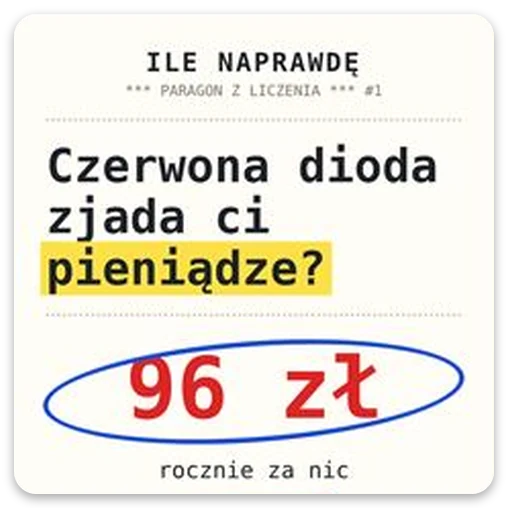 ILE NAPRAWDĘ
*** PARAGON Z LICZENIA *** #1
Czerwona dioda
zjada ci
pieniądze?
96 zł
rocznie za nic